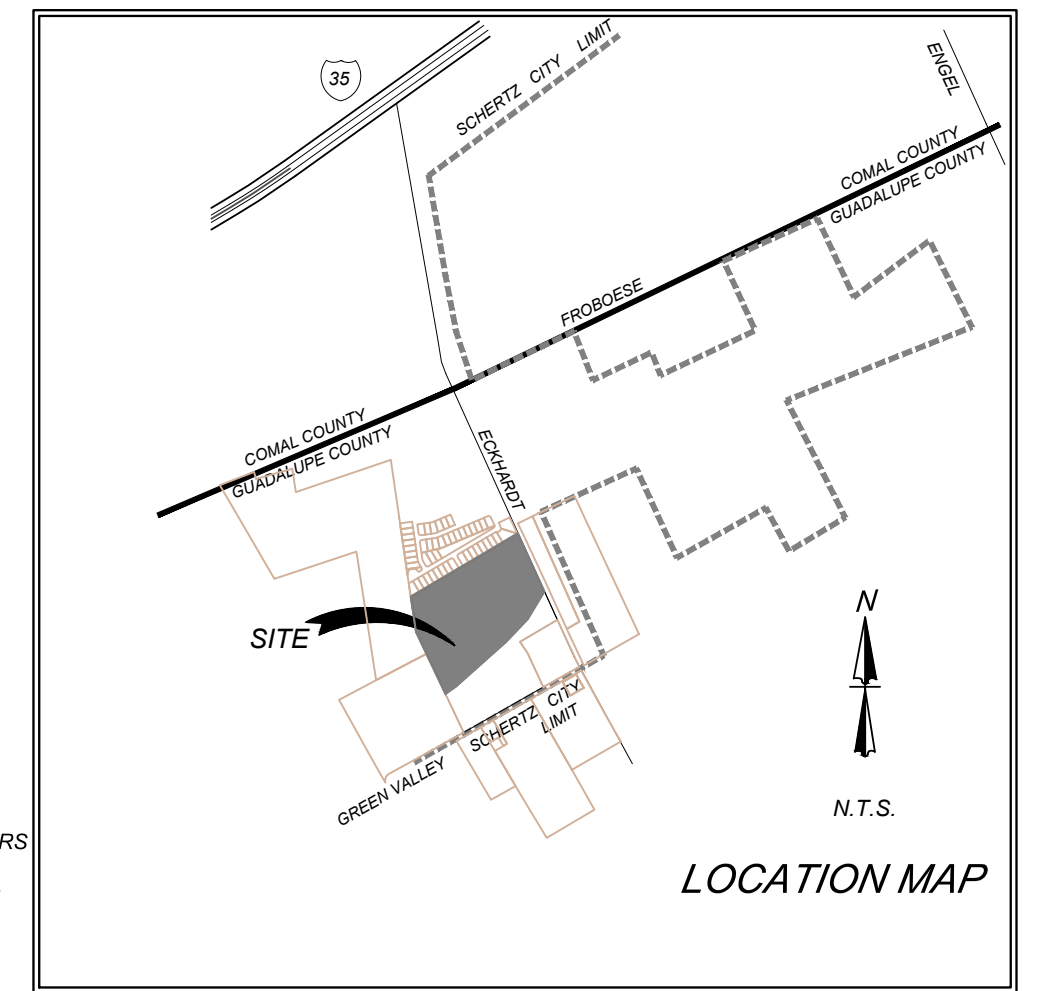 35
SCHERTZ CITY LIMIT
ENGEL
COMAL COUNTY
GUADALUPE COUNTY
FROBOESE
COMAL COUNTY
GUADALUPE COUNTY
ECKHARDT
SITE
N
SCHERTZ CITY
LIMIT
GREEN VALLEY
N.T.S.
RS
LOCATION MAP